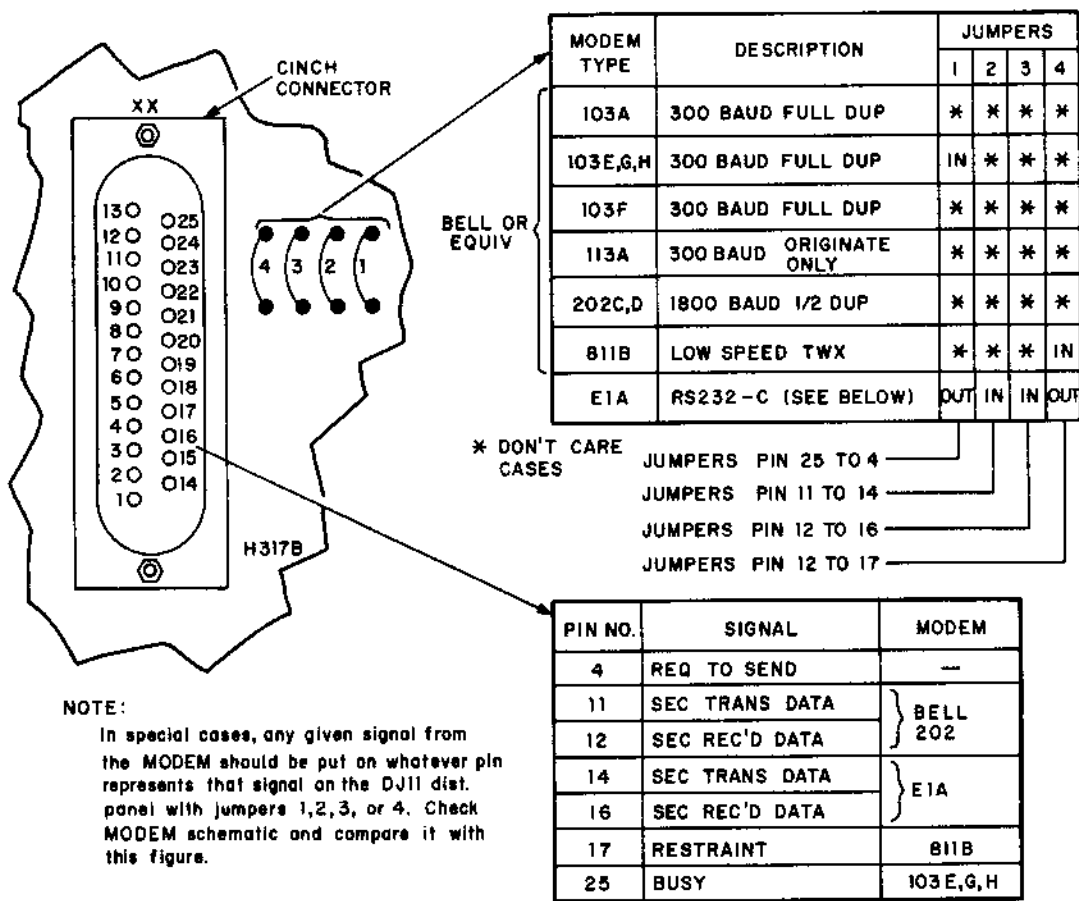 CINCH
CONNECTOR
XX
13 25
12 24
11 23
10 22
9 21
8 20
7 19
6 18
5 17
4 16
3 15
2 14
1
4 3 2 1
H317B
BELL OR
EQUIV
MODEM TYPE DESCRIPTION JUMPERS
1 2 3 4
103A 300 BAUD FULL DUP * * * *
103E,G,H 300 BAUD FULL DUP IN * * *
103F 300 BAUD FULL DUP * * * *
113A 300 BAUD ORIGINATE ONLY * * * *
202C,D 1800 BAUD 1/2 DUP * * * *
811B LOW SPEED TWX * * * IN
E1A RS232-C (SEE BELOW) OUT IN IN OUT
* DON'T CARE
CASES
JUMPERS PIN 25 TO 4
JUMPERS PIN 11 TO 14
JUMPERS PIN 12 TO 16
JUMPERS PIN 12 TO 17
PIN NO. SIGNAL MODEM
4 REQ TO SEND —
11 SEC TRANS DATA
12 SEC REC'D DATA
BELL
202
14 SEC TRANS DATA
16 SEC REC'D DATA
E1A
17 RESTRAINT 811B
25 BUSY 103E,G,H
NOTE:
In special cases, any given signal from
the MODEM should be put on whatever pin
represents that signal on the DJ11 dist.
panel with jumpers 1,2,3, or 4. Check
MODEM schematic and compare it with
this figure.